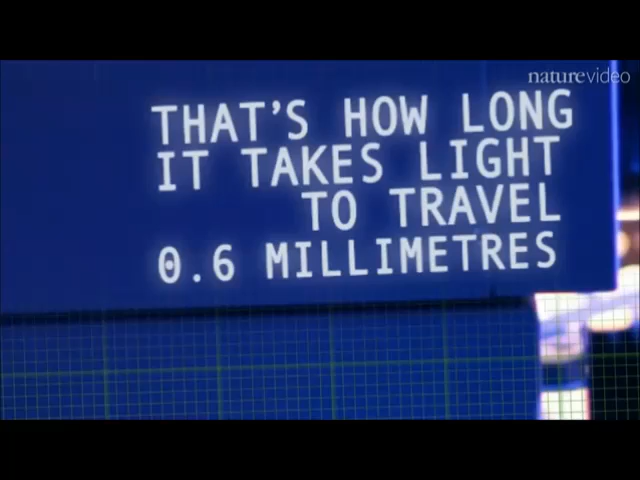 naturevideo
THAT'S HOW LONG
IT TAKES LIGHT
TO TRAVEL
0.6 MILLIMETRES